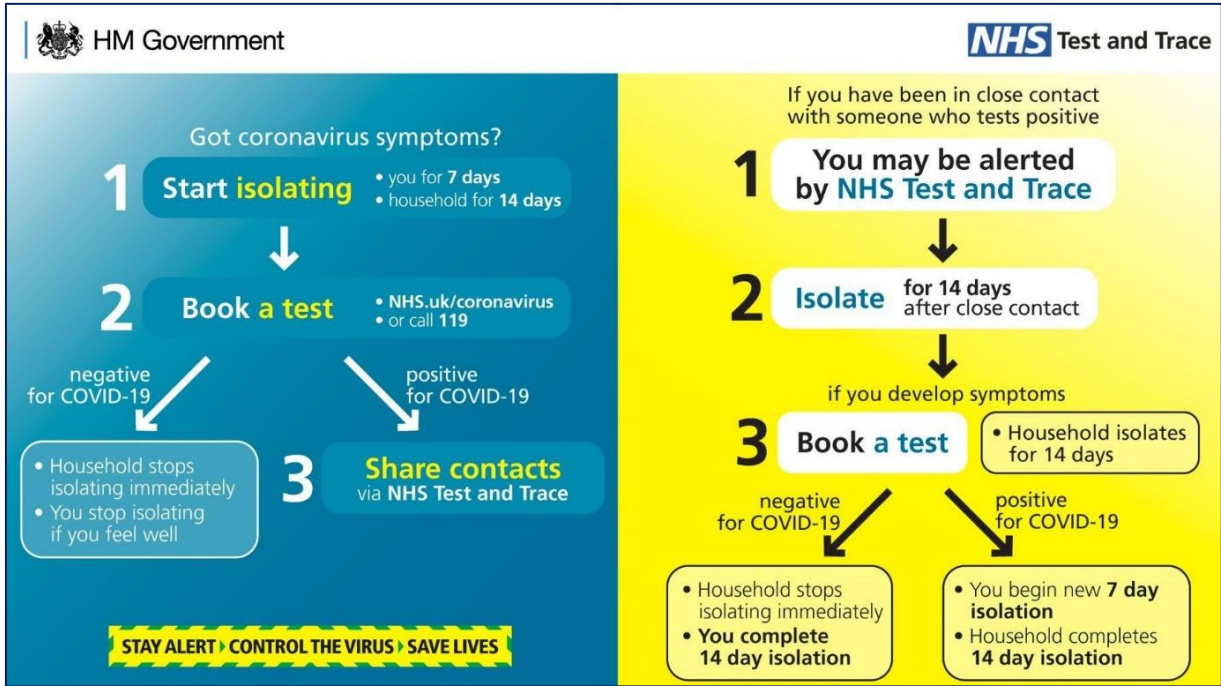 HM Government
NHS Test and Trace
Got coronavirus symptoms?
1 Start isolating
• you for 7 days
• household for 14 days
2 Book a test
• NHS.uk/coronavirus
• or call 119
negative
for COVID-19
positive
for COVID-19
• Household stops
isolating immediately
• You stop isolating
if you feel well
3 Share contacts
via NHS Test and Trace
STAY ALERT CONTROL THE VIRUS SAVE LIVES
If you have been in close contact
with someone who tests positive
1 You may be alerted
by NHS Test and Trace
2 Isolate
for 14 days
after close contact
if you develop symptoms
3 Book a test
• Household isolates
for 14 days
negative
for COVID-19
positive
for COVID-19
• Household stops
isolating immediately
• You complete
14 day isolation
• You begin new 7 day
isolation
• Household completes
14 day isolation